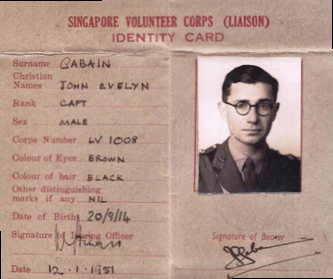 SINGAPORE VOLUNTEER CORPS (LIAISON)
IDENTITY CARD
Surname CABAIN
Christian
Names JOHN EVELYN
Rank CAPT
Sex MALE
Corps Number LV 1008
Colour of Eyes BROWN
Colour of hair BLACK
Other distinguishing
marks if any NIL
Date of Birth 20/9/14
Signature of Issuing Officer
Signature of Bearer
Date 12.1.1951